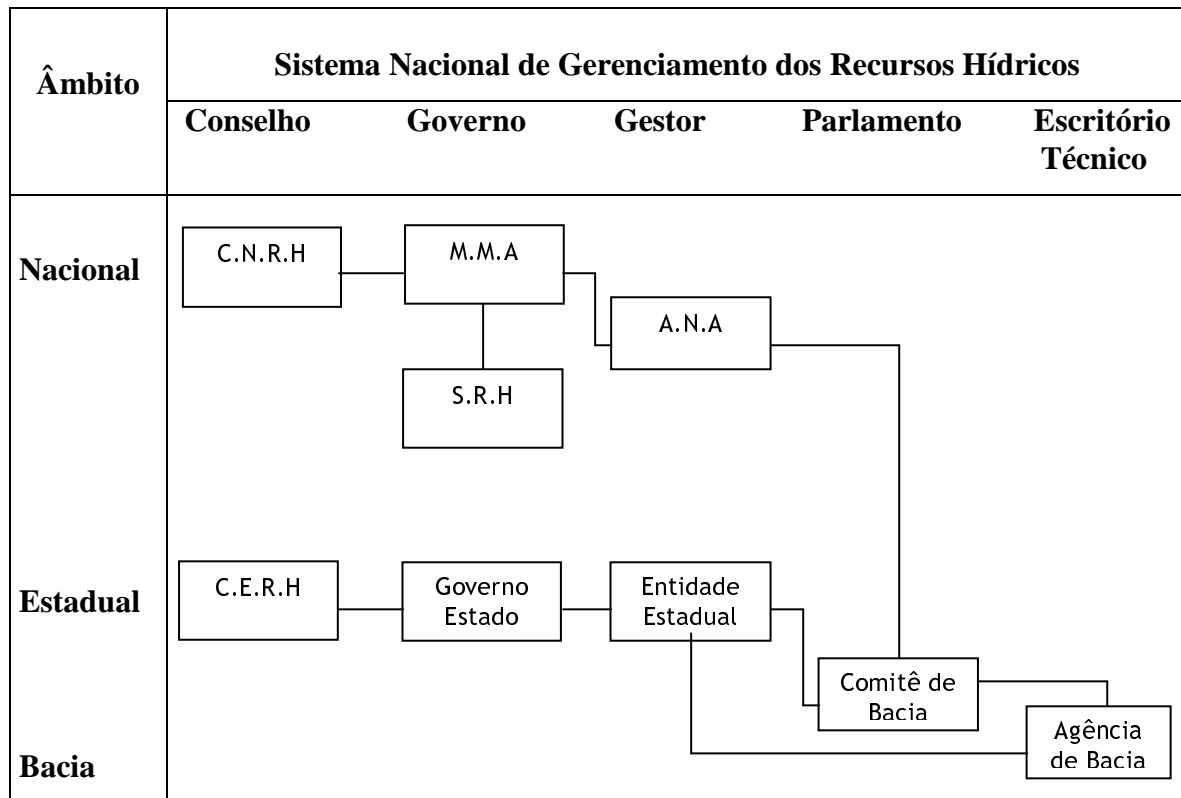 Âmbito
Sistema Nacional de Gerenciamento dos Recursos Hídricos
Conselho Governo Gestor Parlamento Escritório
Técnico
Nacional
C.N.R.H
M.M.A
A.N.A
S.R.H
Estadual
C.E.R.H
Governo
Estado
Entidade
Estadual
Comitê de
Bacia
Agência
de Bacia
Bacia